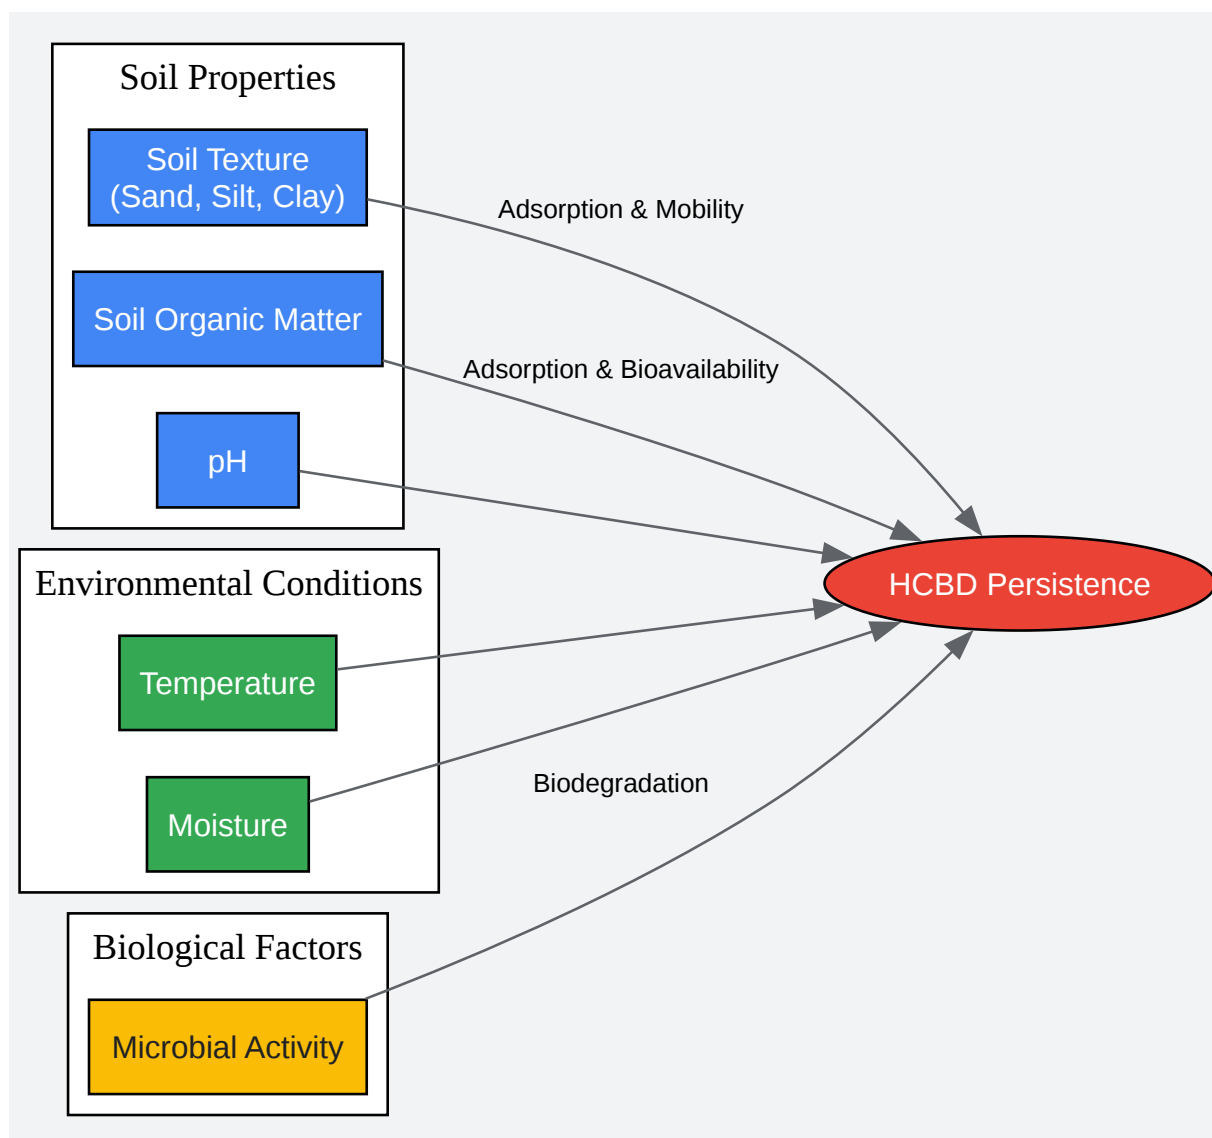 Soil Properties
Soil Texture
(Sand, Silt, Clay)
Adsorption & Mobility
Soil Organic Matter
Adsorption & Bioavailability
pH
HCBD Persistence
Environmental Conditions
Temperature
Moisture
Biodegradation
Biological Factors
Microbial Activity